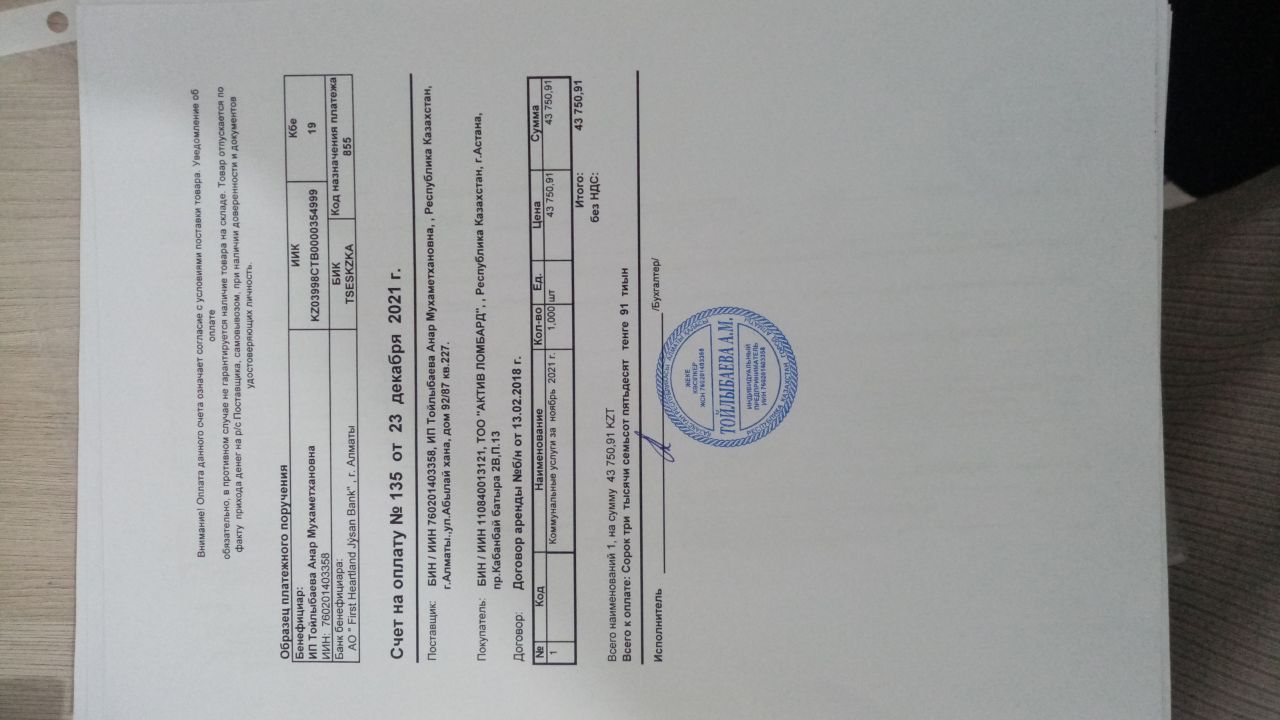 Внимание! Оплата данного счета означает согласие с условиями поставки товара. Уведомление об
оплате
обязательно, в противном случае не гарантируется наличие товара на складе. Товар отпускается по
факту прихода денег на р/с Поставщика, самовывозом, при наличии доверенности и документов
удостоверяющих личность.
Образец платежного поручения
Бенефициар: ИИК Кбе
ИП Тойлыбаева Анар Мухаметхановна KZ03998CTB0000354999 19
ИИН: 760201403358
Банк бенефициара: БИК Код назначения платежа
АО " First Heartland Jýsan Bank" , г. Алматы TSESKZKA 855
Счет на оплату № 135 от 23 декабря 2021 г.
Поставщик: БИН / ИИН 760201403358, ИП Тойлыбаева Анар Мухаметхановна, , Республика Казахстан,
г.Алматы.,ул.Абылай хана, дом 92/87 кв.227.
Покупатель: БИН / ИИН 110840013121, ТОО "АКТИВ ЛОМБАРД", , Республика Казахстан, г.Астана,
пр.Кабанбай батыра 2В,П.13
Договор: Договор аренды №б/н от 13.02.2018 г.
№ Код Наименование Кол-во Ед. Цена Сумма
1 Коммунальные услуги за ноябрь 2021 г. 1,000 шт 43 750,91 43 750,91
Итого: 43 750,91
без НДС:
Всего наименований 1, на сумму 43 750,91 KZT
Всего к оплате: Сорок три тысячи семьсот пятьдесят тенге 91 тиын
Исполнитель /Бухгалтер/
ЖЕКЕ
КӘСІПКЕР
ЖСН 760201403358
ТОЙЛЫБАЕВА А.М.
ИНДИВИДУАЛЬНЫЙ
ПРЕДПРИНИМАТЕЛЬ
ИИН 760201403358